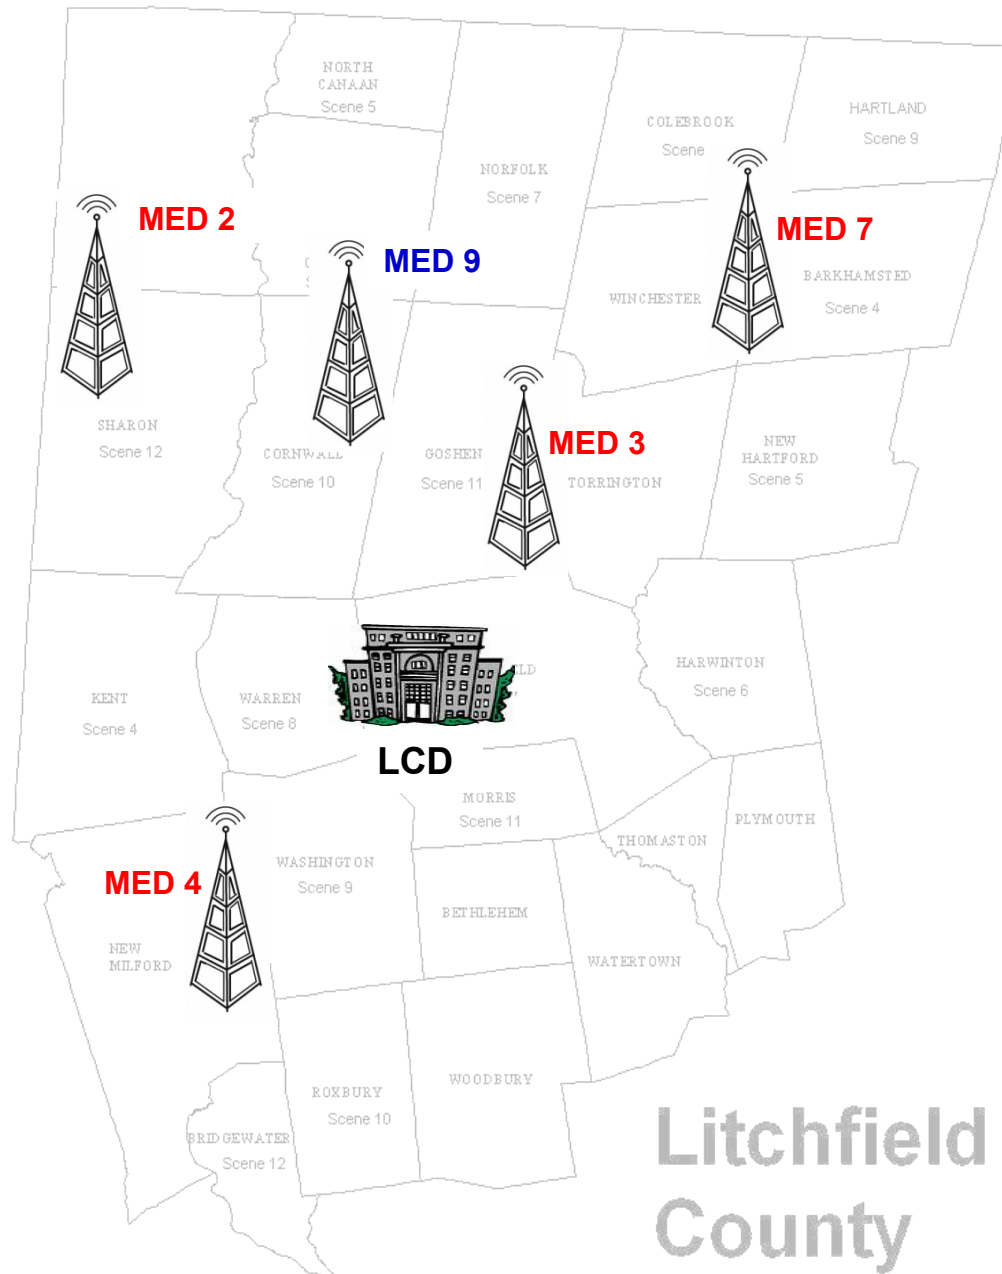 NORTH
CANAAN
Scene 5
COLEBROOK
Scene
HARTLAND
Scene 9
NORFOLK
Scene 7
MED 2
MED 9
MED 7
WINCHESTER
BARKHAMSTED
Scene 4
SHARON
Scene 12
CORNWALL
Scene 10
GOSHEN
Scene 11
MED 3
TORRINGTON
NEW
HARTFORD
Scene 5
KENT
Scene 4
WARREN
Scene 8
HARWINTON
Scene 6
LCD
MORRIS
Scene 11
THOMASTON
PLYMOUTH
MED 4
WASHINGTON
Scene 9
BETHLEHEM
NEW
MILFORD
WATERTOWN
ROXBURY
Scene 10
WOODBURY
BRIDGEWATER
Scene 12
Litchfield
County